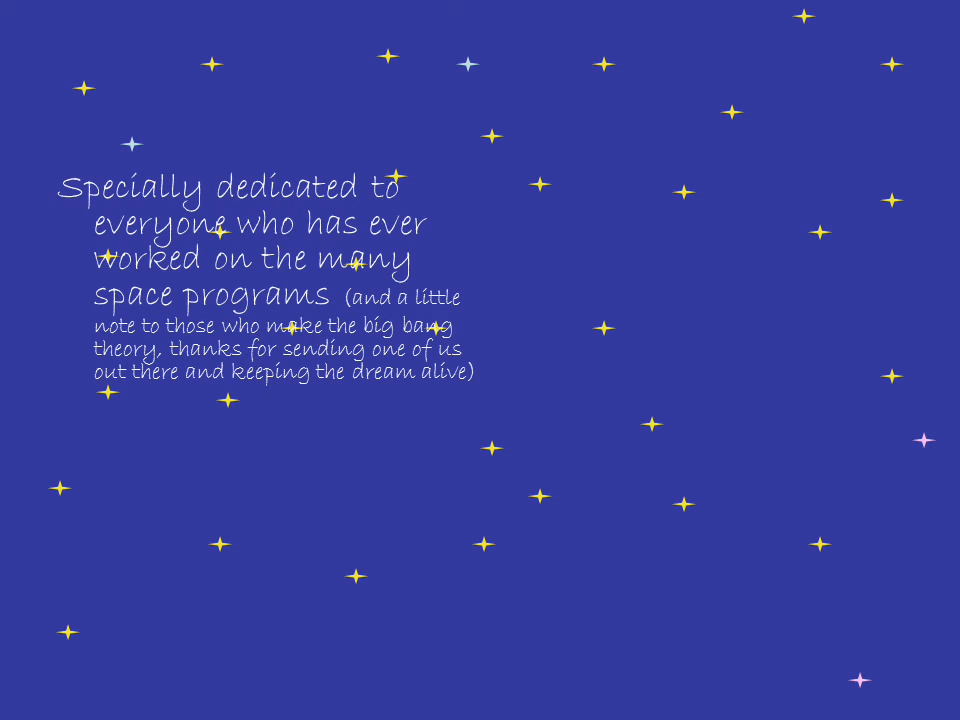 Specially dedicated to
everyone who has ever
worked on the many
space programs (and a little
note to those who make the big bang
theory, thanks for sending one of us
out there and keeping the dream alive)